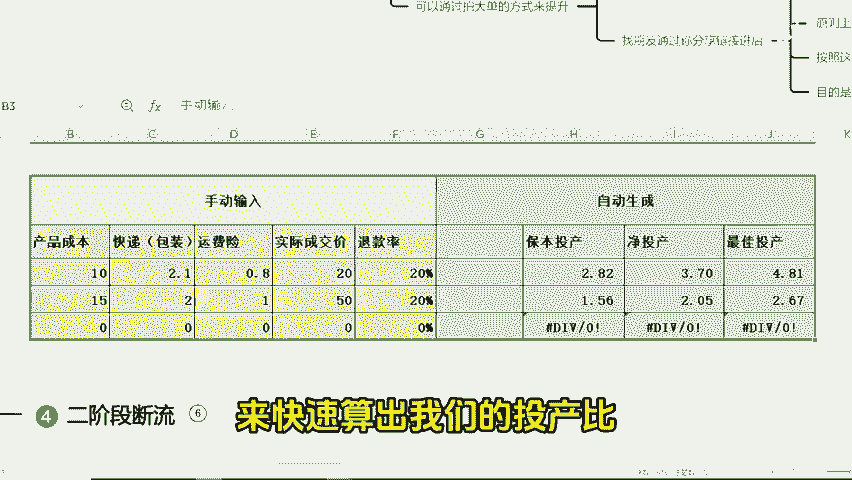 可以通过拍大单的方式来提升
找朋友通过你分享链接进店
原则上
按照这
目的是
B3 fx 手动输入
B C D E F G H I J K
手动输入 自动生成
产品成本 快递（包装） 运费险 实际成交价 退款率 保本投产 净投产 最佳投产
10 2.1 0.8 20 20% 2.82 3.70 4.81
15 2 1 50 20% 1.56 2.05 2.67
0 0 0 0 0% #DIV/0! #DIV/0! #DIV/0!
4 二阶段断流 6
来快速算出我们的投产比